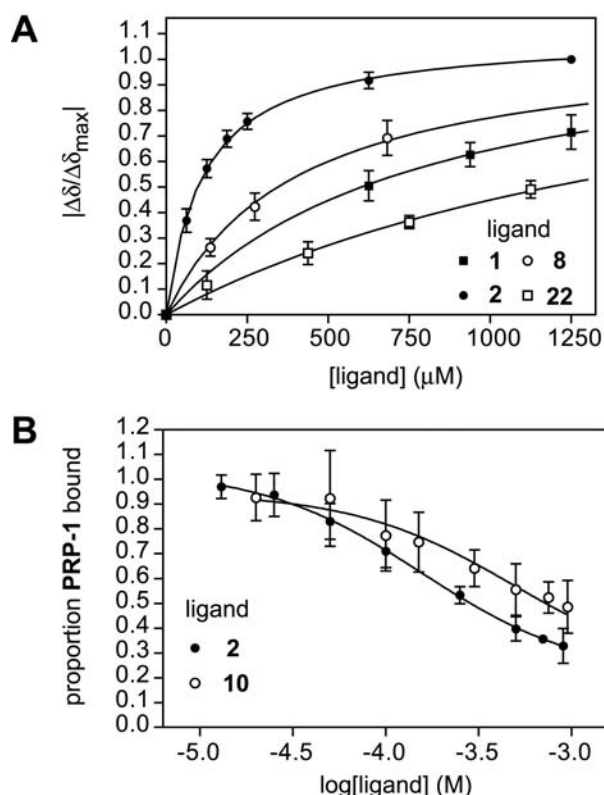 A
|Δδ/Δδmax|
1.0
0.9
0.8
0.7
0.6
0.5
0.4
0.3
0.2
0.1
0.0
ligand
1 8
2 22
0 250 500 750 1000 1250
[ligand] (μM)
B
proportion PRP-1 bound
1.2
1.1
1.0
0.9
0.8
0.7
0.6
0.5
0.4
0.3
0.2
0.1
0.0
ligand
2
10
-5.0 -4.5 -4.0 -3.5 -3.0
log[ligand] (M)